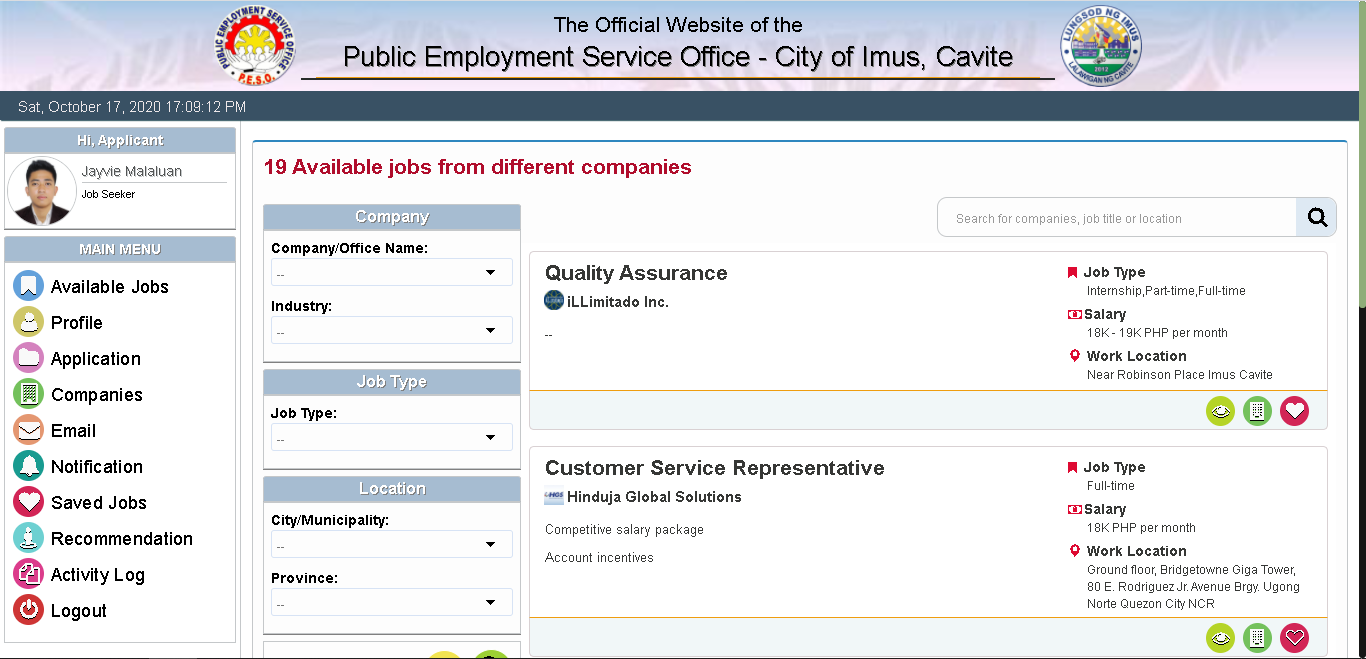 PUBLIC EMPLOYMENT SERVICE OFFICE
P.E.S.O.
The Official Website of the
Public Employment Service Office - City of Imus, Cavite
LUNGSOD NG IMUS
2012
LALAWIGAN NG CAVITE
Sat, October 17, 2020 17:09:12 PM
Hi, Applicant
Jayvie Malaluan
Job Seeker
MAIN MENU
Available Jobs
Profile
Application
Companies
Email
Notification
Saved Jobs
Recommendation
Activity Log
Logout
19 Available jobs from different companies
Search for companies, job title or location
Company
Company/Office Name:
--
Industry:
--
Job Type
Job Type:
--
Location
City/Municipality:
--
Province:
--
Quality Assurance
iLLimitado Inc.
--
Job Type
Internship,Part-time,Full-time
Salary
18K - 19K PHP per month
Work Location
Near Robinson Place Imus Cavite
Customer Service Representative
HGS
Hinduja Global Solutions
Competitive salary package
Account incentives
Job Type
Full-time
Salary
18K PHP per month
Work Location
Ground floor, Bridgetowne Giga Tower,
80 E. Rodriguez Jr. Avenue Brgy. Ugong
Norte Quezon City NCR